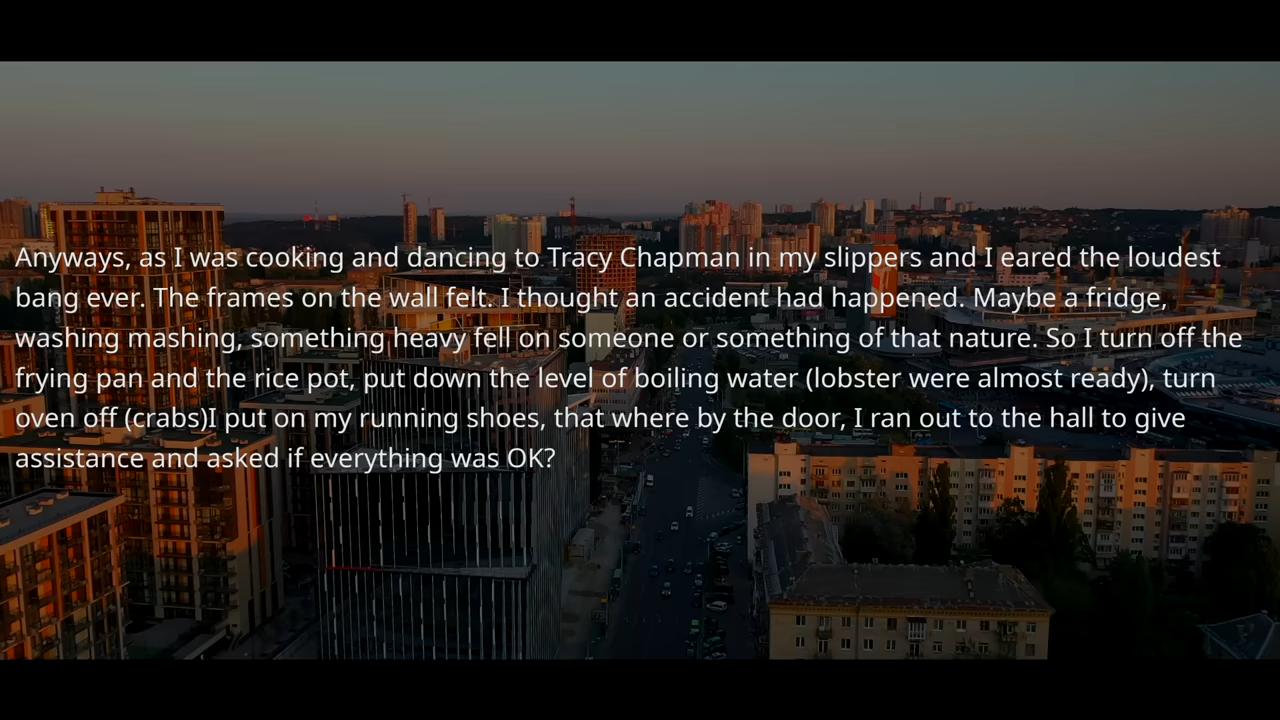 Anyways, as I was cooking and dancing to Tracy Chapman in my slippers and I eared the loudest
bang ever. The frames on the wall felt. I thought an accident had happened. Maybe a fridge,
washing mashing, something heavy fell on someone or something of that nature. So I turn off the
frying pan and the rice pot, put down the level of boiling water (lobster were almost ready), turn
oven off (crabs)I put on my running shoes, that where by the door, I ran out to the hall to give
assistance and asked if everything was OK?